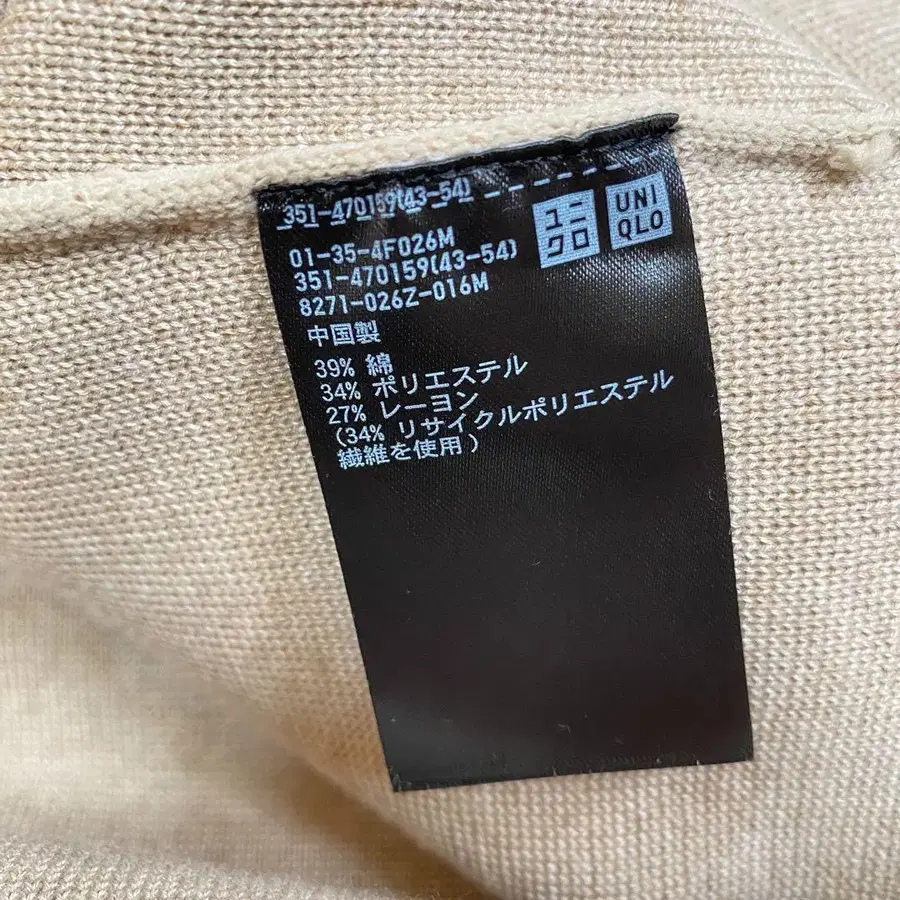 351-470159(43-54)
ユニ
クロ
UNI
QLO
01-35-4F026M
351-470159(43-54)
8271-026Z-016M
中国製
39% 綿
34% ポリエステル
27% レーヨン
(34% リサイクルポリエステル
繊維を使用)